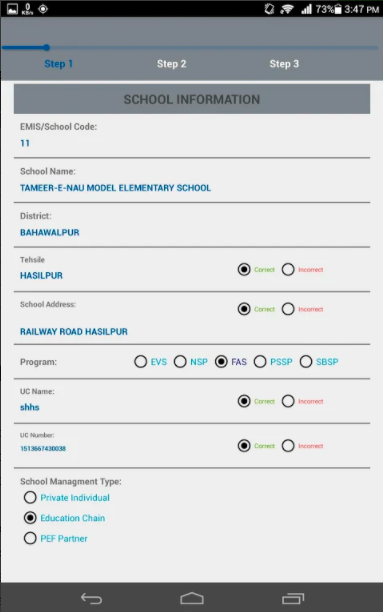 0
KB/s
73% 3:47 PM
Step 1 Step 2 Step 3
SCHOOL INFORMATION
EMIS/School Code:
11
School Name:
TAMEER-E-NAU MODEL ELEMENTARY SCHOOL
District:
BAHAWALPUR
Tehsile
HASILPUR
Correct Incorrect
School Address:
Correct Incorrect
RAILWAY ROAD HASILPUR
Program: EVS NSP FAS PSSP SBSP
UC Name:
shhs
Correct Incorrect
UC Number:
1513667430038
Correct Incorrect
School Managment Type:
Private Individual
Education Chain
PEF Partner